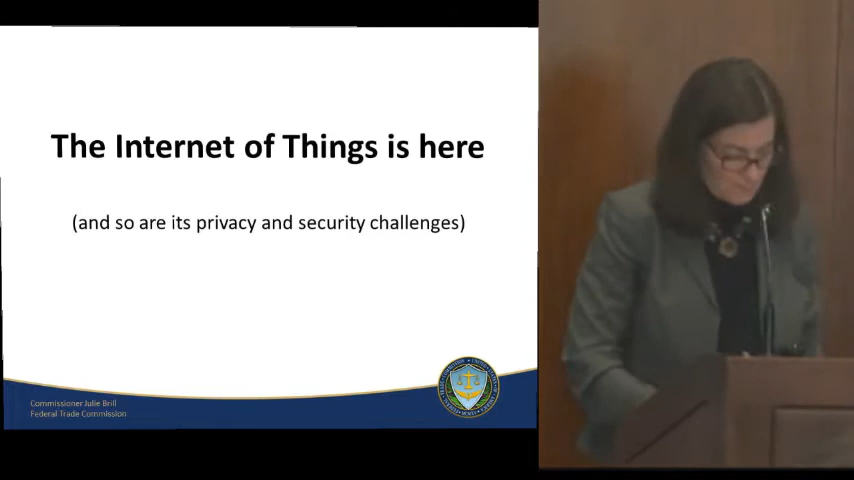 The Internet of Things is here
(and so are its privacy and security challenges)
Commissioner Julie Brill
Federal Trade Commission